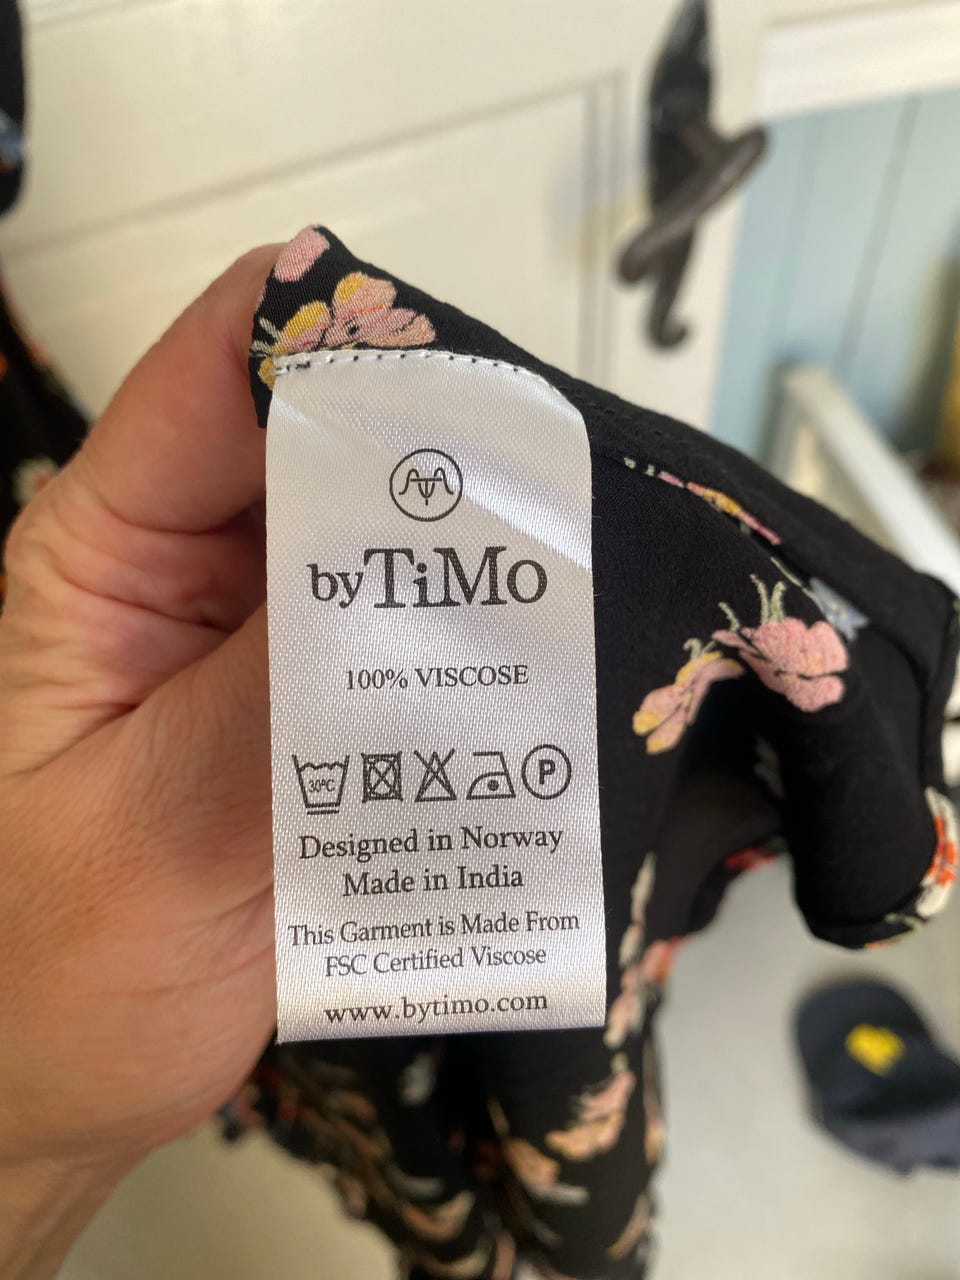 byTiMo
100% VISCOSE
30°C P
Designed in Norway
Made in India
This Garment is Made From
FSC Certified Viscose
www.bytimo.com